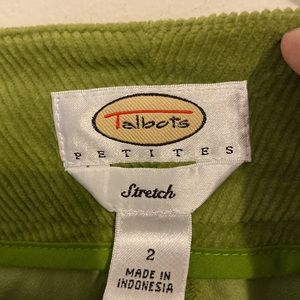 Talbots
PETITES
Stretch
2
MADE IN
INDONESIA